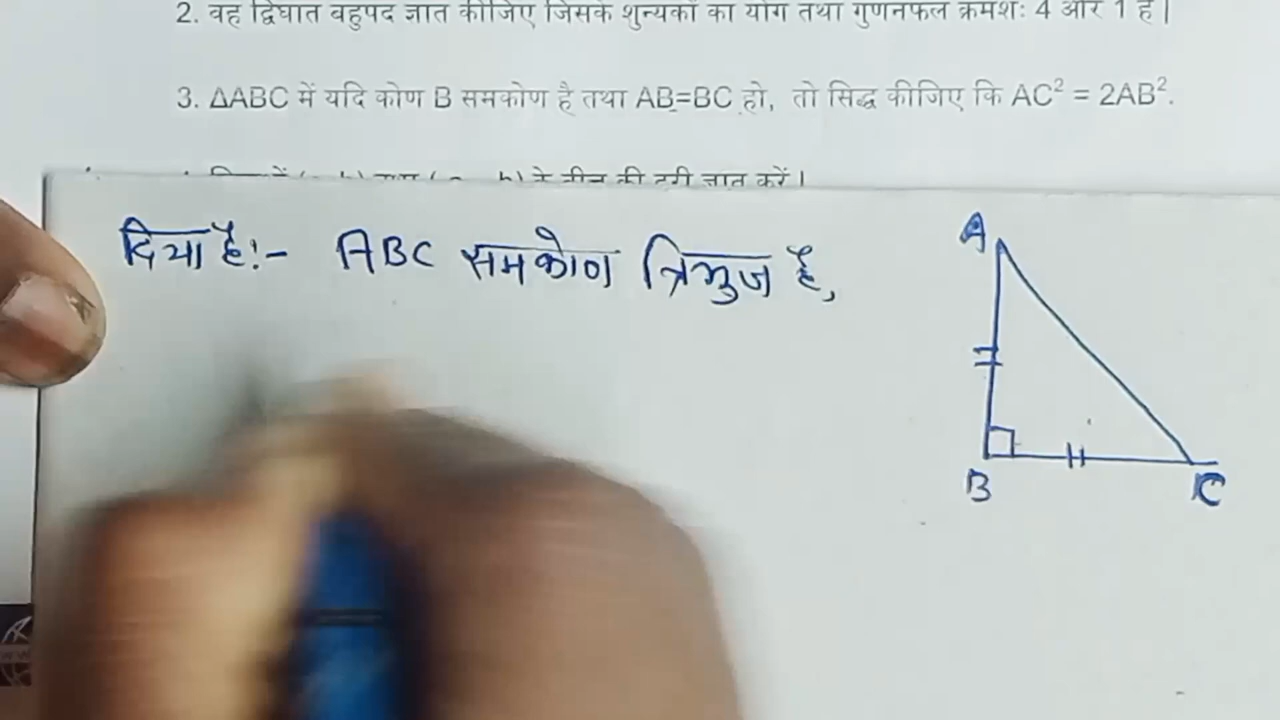 2. वह द्विघात बहुपद ज्ञात कीजिए जिसके शुन्यकों का योग तथा गुणनफल क्रमशः 4 और 1 है।
3. ΔABC में यदि कोण B समकोण है तथा AB=BC हो, तो सिद्ध कीजिए कि AC² = 2AB².
के बीच की दूरी ज्ञात करें।
दिया है:- ABC समकोण त्रिभुज है,
A
B
C